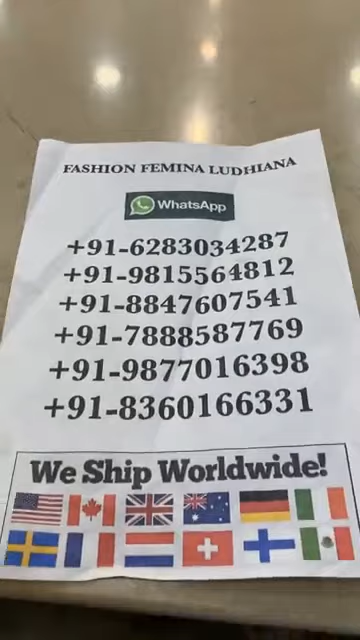 FASHION FEMINA LUDHIANA
WhatsApp
+91-6283034287
+91-9815564812
+91-8847607541
+91-7888587769
+91-9877016398
+91-8360166331
We Ship Worldwide!